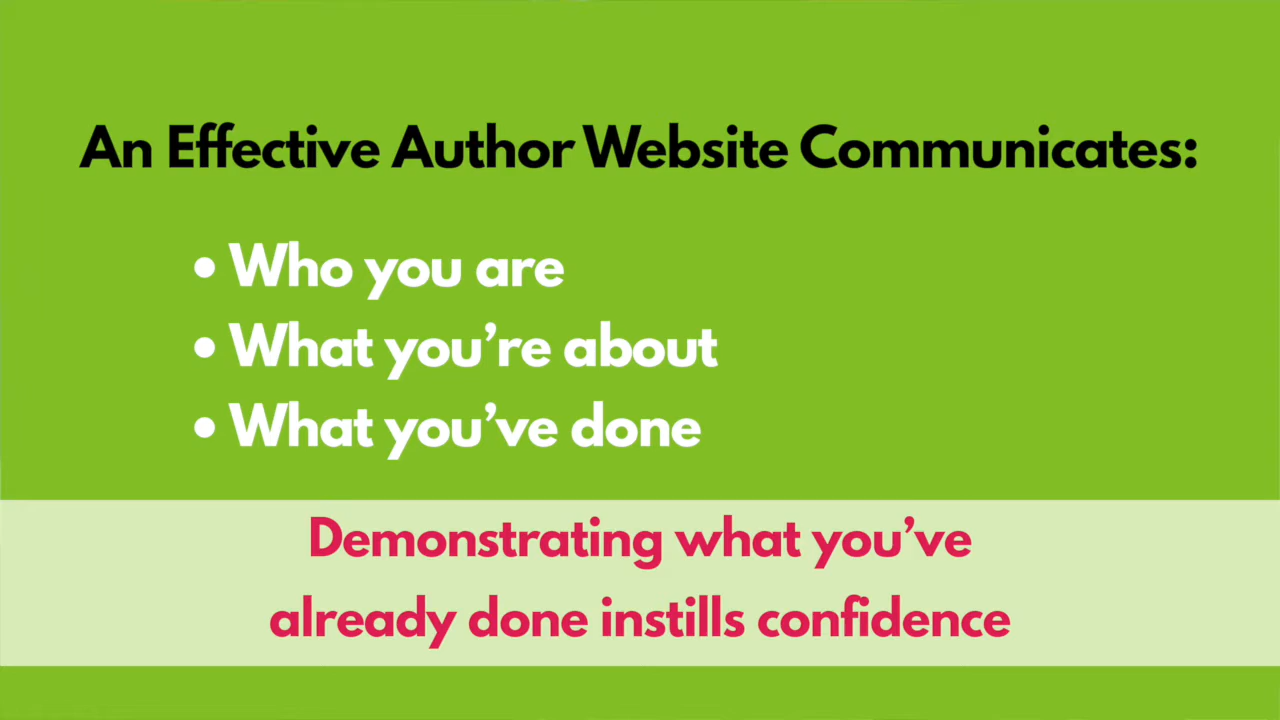 An Effective Author Website Communicates:
• Who you are
• What you’re about
• What you’ve done
Demonstrating what you’ve
already done instills confidence